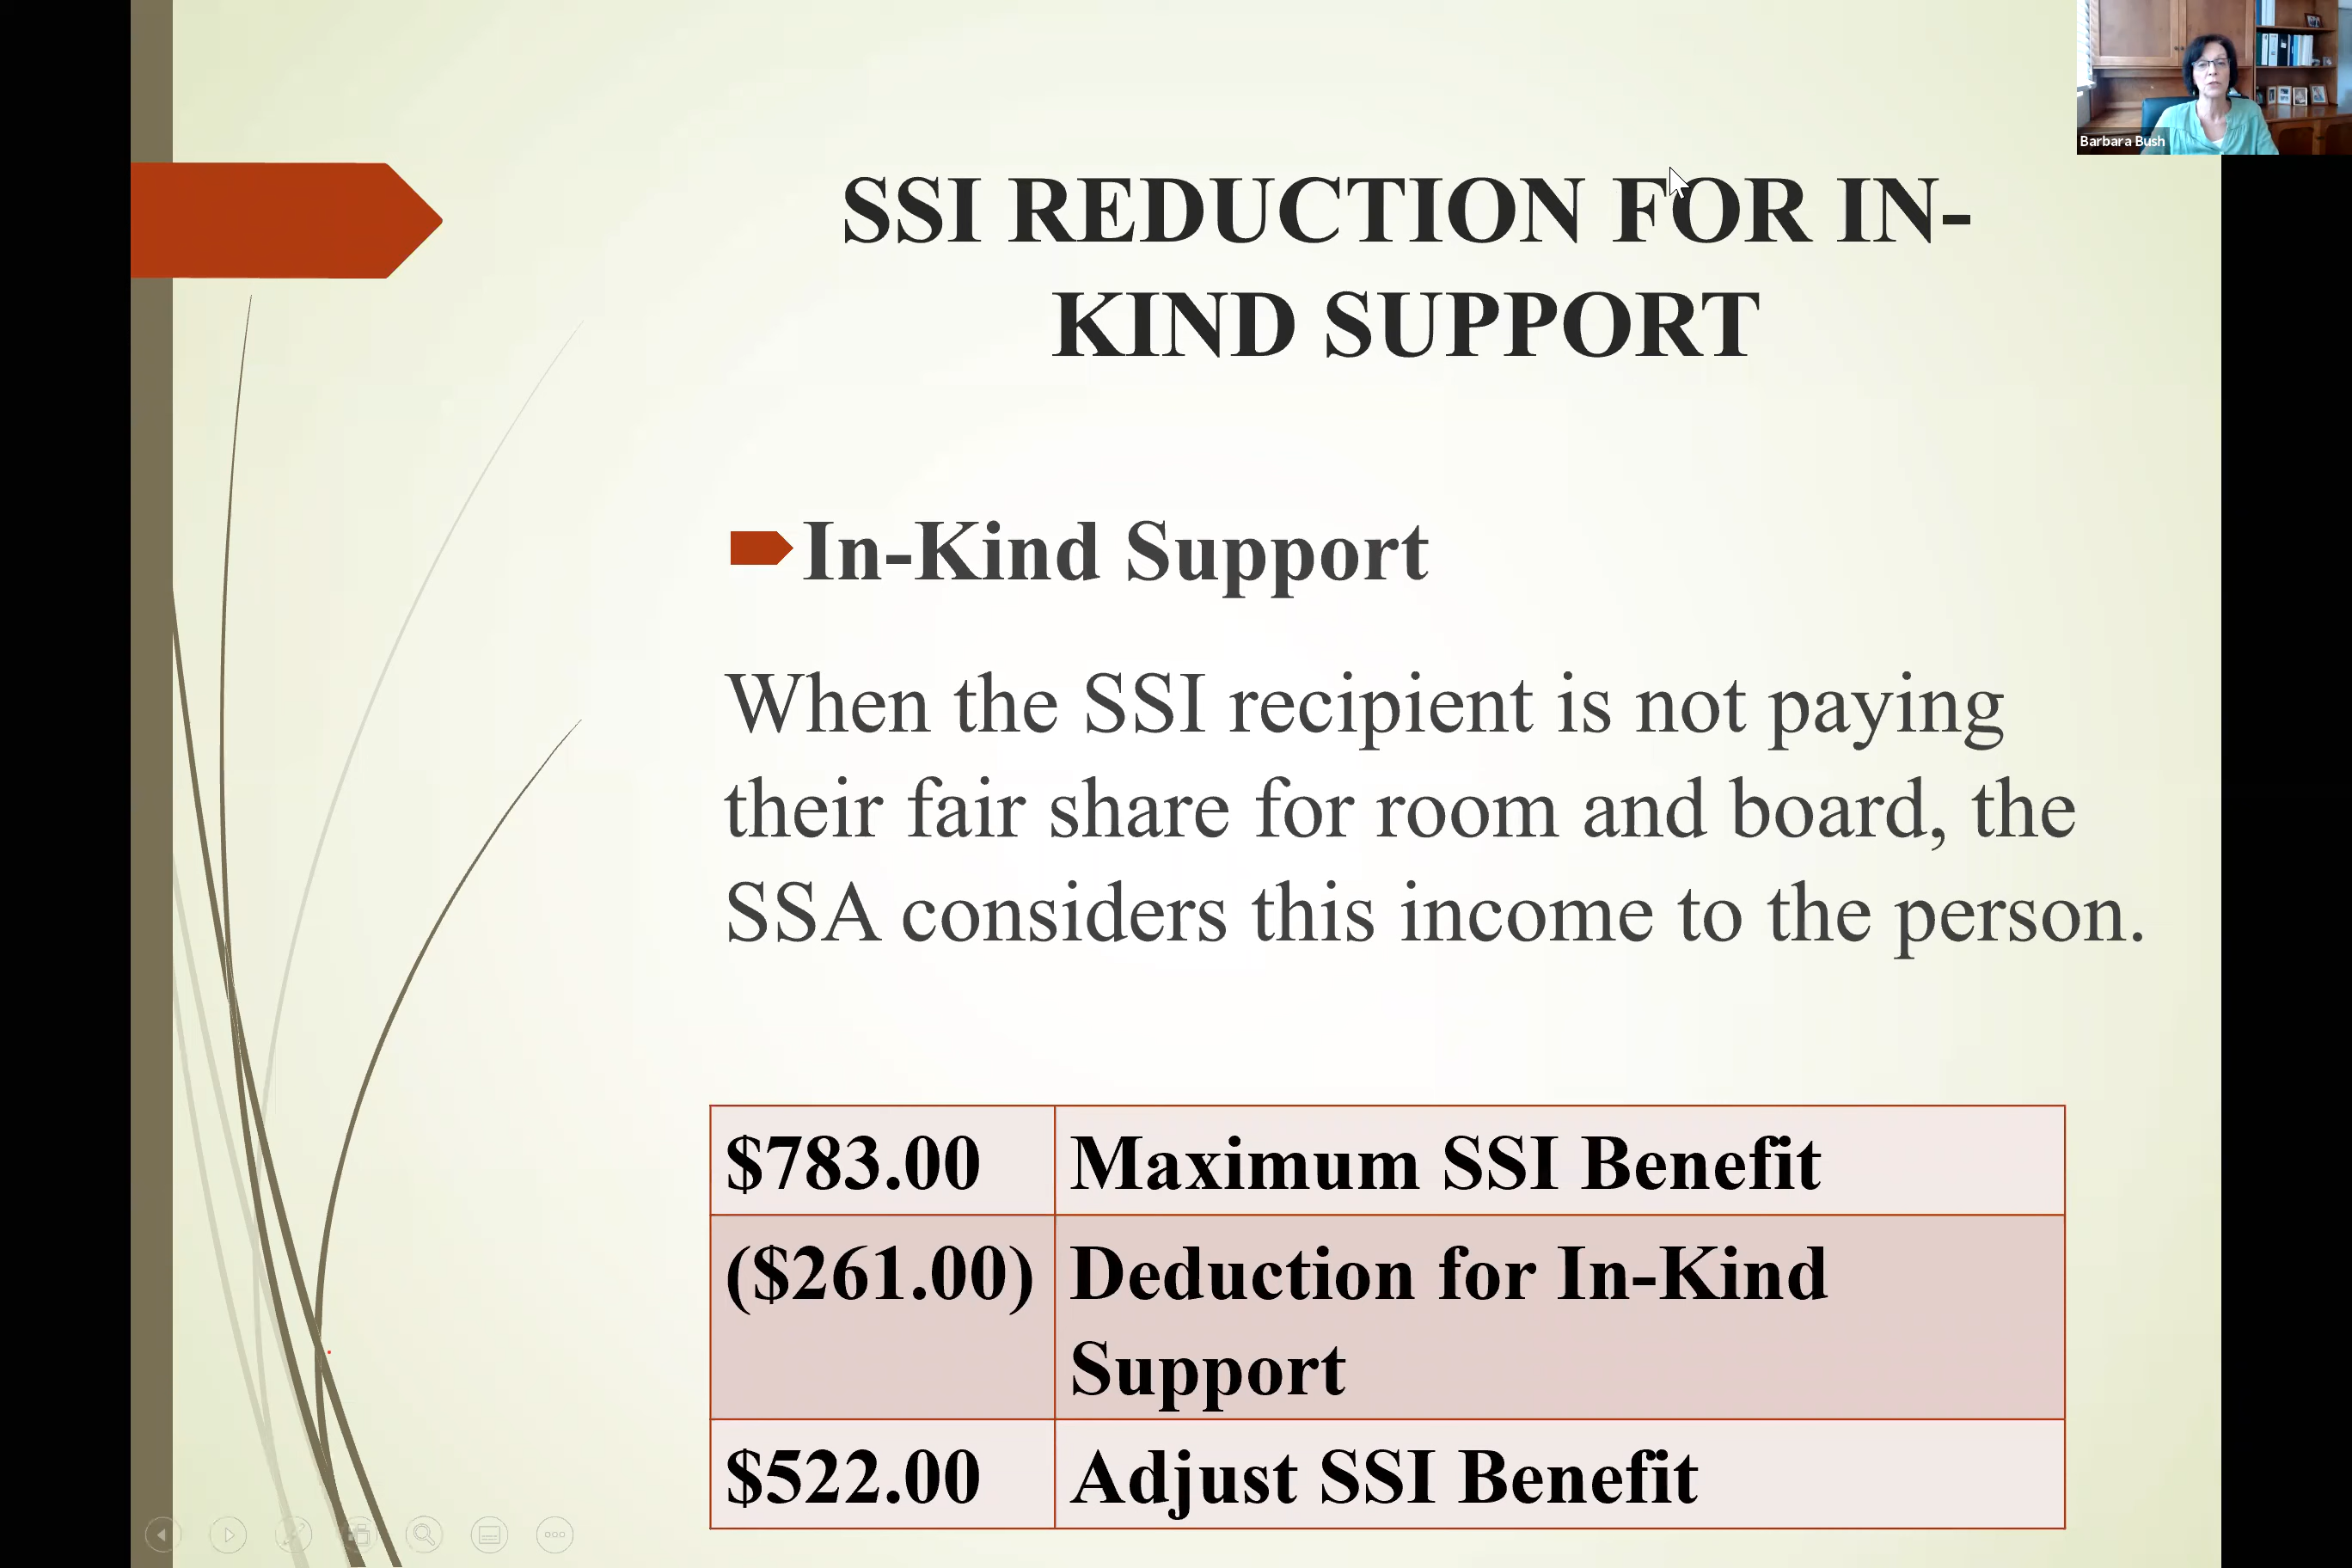 Barbara Bush
SSI REDUCTION FOR IN-
KIND SUPPORT
In-Kind Support
When the SSI recipient is not paying
their fair share for room and board, the
SSA considers this income to the person.
$783.00 Maximum SSI Benefit
($261.00) Deduction for In-Kind
Support
$522.00 Adjust SSI Benefit